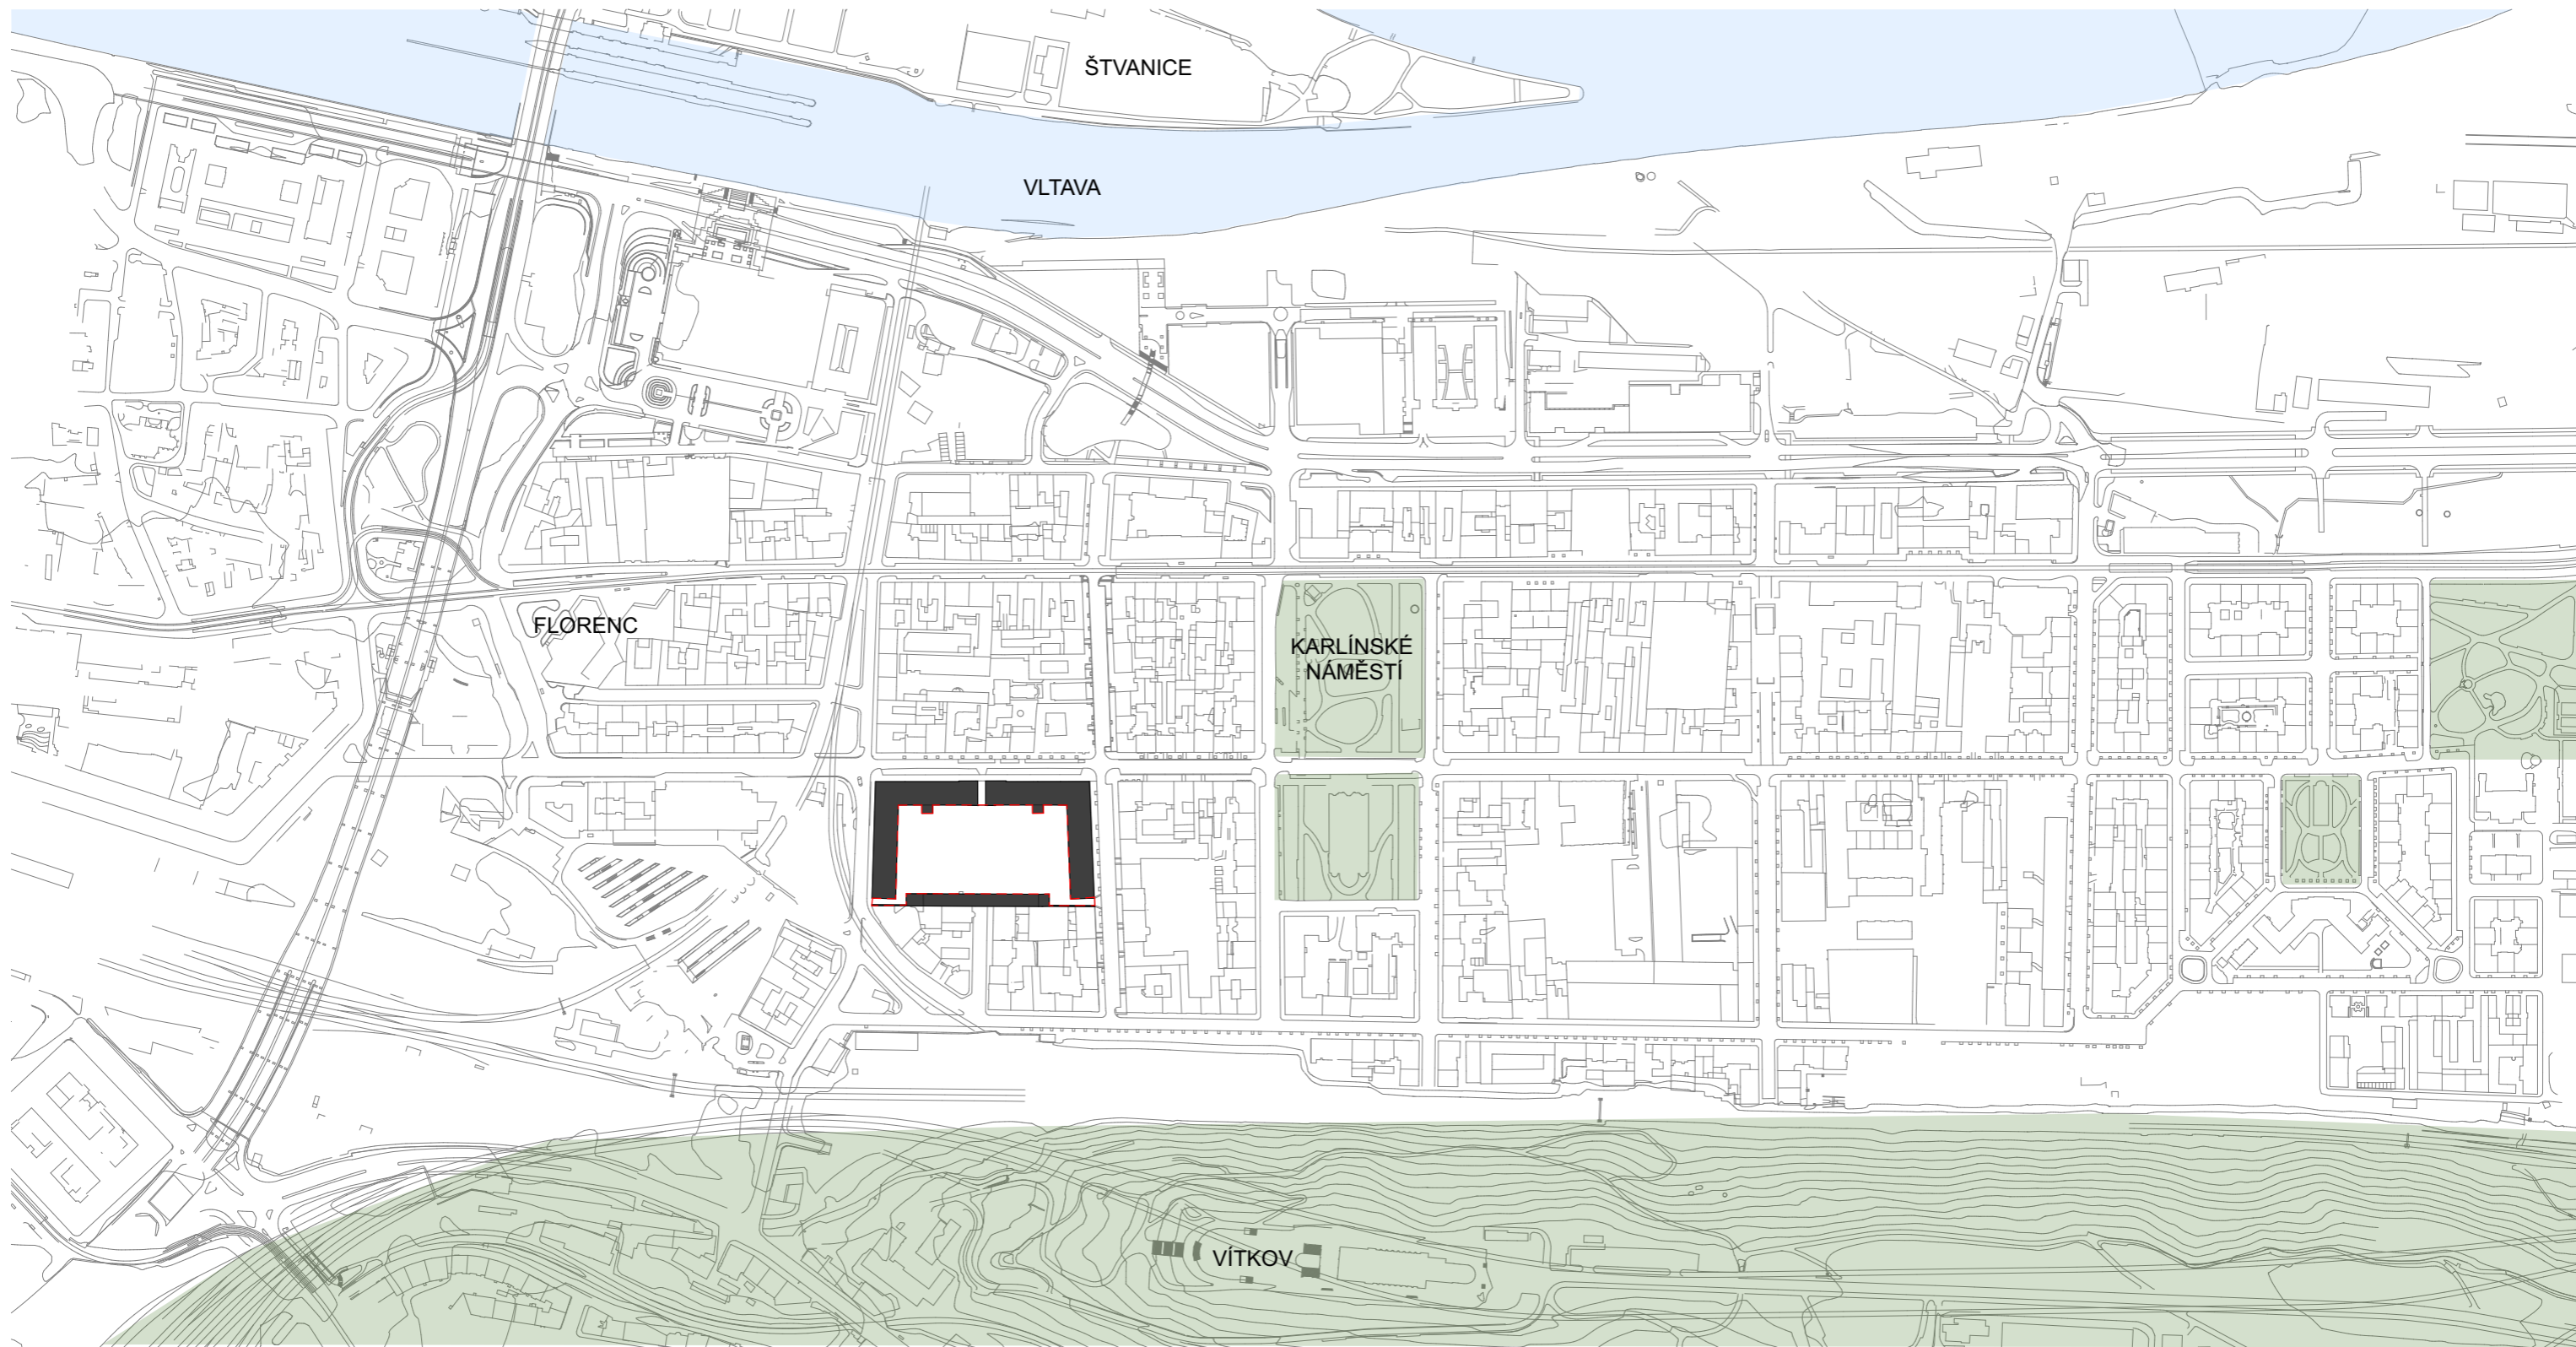 ŠTVANICE
VLTAVA
FLORENC
KARLÍNSKÉ
NÁMĚSTÍ
VÍTKOV